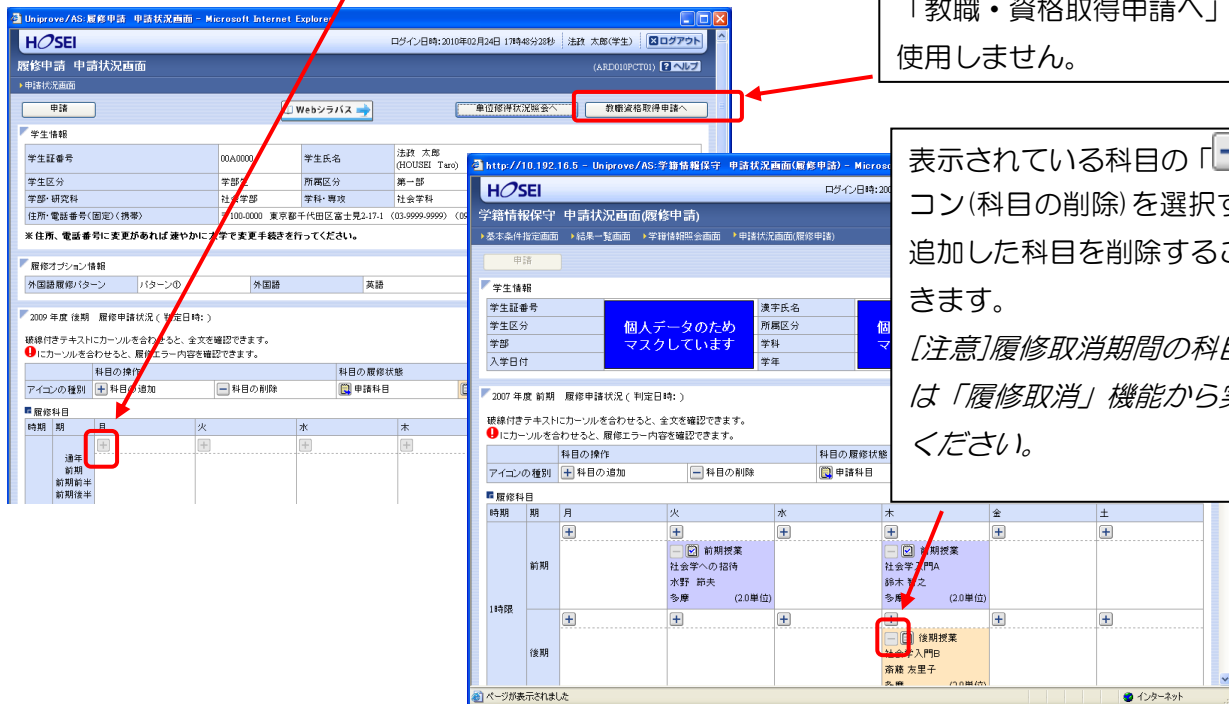 Uniprove/AS:履修申請 申請状況画面 - Microsoft Internet Explorer
HOSEI
ログイン日時:2010年02月24日 17時48分28秒 法政 太郎(学生) ログアウト
履修申請 申請状況画面
(ARD010PCT01) ヘルプ
申請状況画面
申請
Webシラバス
単位修得状況照会へ
教職資格取得申請へ
学生情報
学生証番号 00A0000 学生氏名 法政 太郎
(HOUSEI Taro)
学生区分 学部生 所属区分 第一部
学部・研究科 社会学部 学科・専攻 社会学科
住所・電話番号(固定)(携帯) 〒100-0000 東京都千代田区富士見2-17-1 (03-9999-9999)
※住所、電話番号に変更があれば速やかに大学で変更手続きを行ってください。
履修オプション情報
外国語履修パターン パターン① 外国語 英語
2009 年度 後期 履修申請状況 ( 判定日時: )
破線付きテキストにカーソルを合わせると、全文を確認できます。
にカーソルを合わせると、履修エラー内容を確認できます。
科目の操作 科目の履修状態
アイコンの種別 科目の追加 科目の削除 申請科目
履修科目
時期 期 月 火 水 木
通年
前期
前期前半
前期後半
「教職・資格取得申請へ」
使用しません。
表示されている科目の「
コン(科目の削除)を選択す
追加した科目を削除するこ
きます。
[注意]履修取消期間の科目
は「履修取消」機能から実
ください。
http://10.192.16.5 - Uniprove/AS:学籍情報保守 申請状況画面(履修申請) - Micros
HOSEI
ログイン日時:200
学籍情報保守 申請状況画面(履修申請)
基本条件指定画面 結果一覧画面 学籍情報照会画面 申請状況画面(履修申請)
申請
学生情報
学生証番号 漢字氏名
学生区分 所属区分
学部 学科
入学日付 学年
個人データのため
マスクしています
個
マ
2007 年度 前期 履修申請状況 ( 判定日時: )
破線付きテキストにカーソルを合わせると、全文を確認できます。
にカーソルを合わせると、履修エラー内容を確認できます。
科目の操作 科目の履修状態
アイコンの種別 科目の追加 科目の削除 申請科目
履修科目
時期 期 月 火 水 木 金 土
1時限
前期
前期授業
社会学への招待
水野 節夫
多摩 (2.0単位)
前期授業
社会学入門A
鈴木 智之
多摩 (2.0単位)
後期
後期授業
社会学入門B
斎藤 友里子
多摩 (2.0単位)
ページが表示されました
インターネット